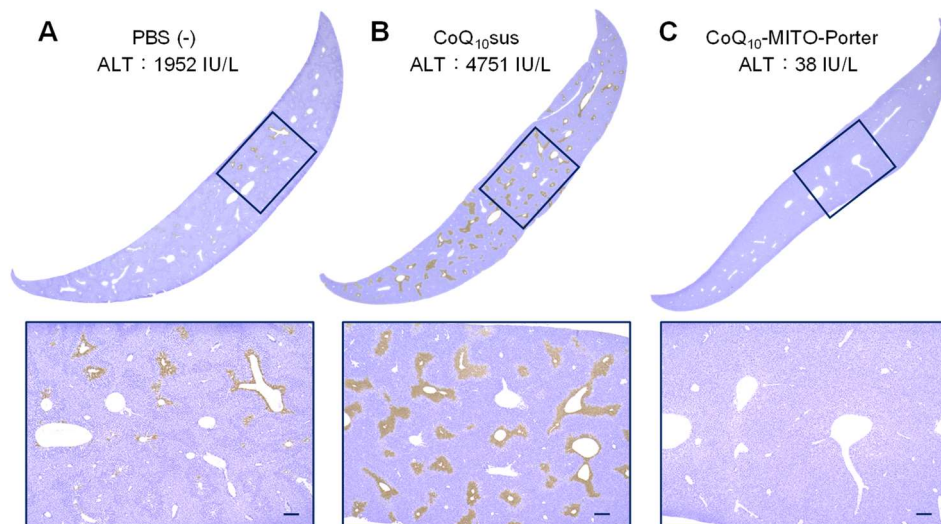 A
PBS (-)
ALT：1952 IU/L
B
CoQ₁₀sus
ALT：4751 IU/L
C
CoQ₁₀-MITO-Porter
ALT：38 IU/L